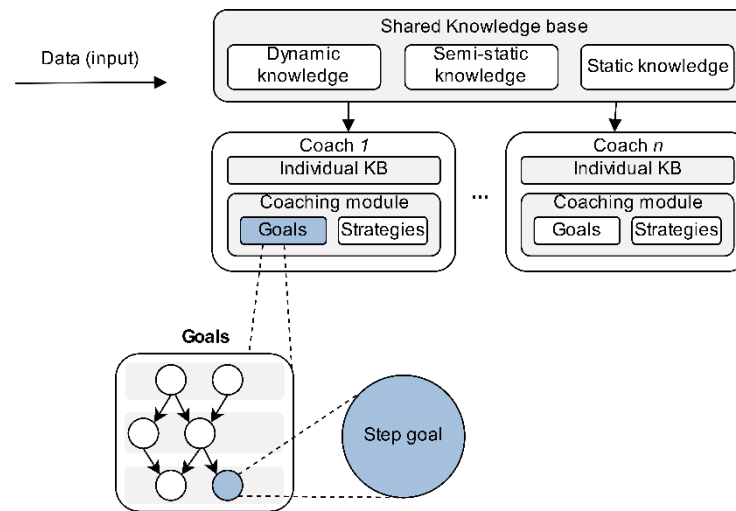 Shared Knowledge base
Data (input)
Dynamic
knowledge
Semi-static
knowledge
Static knowledge
Coach 1
Individual KB
Coaching module
Goals
Strategies
...
Coach n
Individual KB
Coaching module
Goals
Strategies
Goals
Step goal